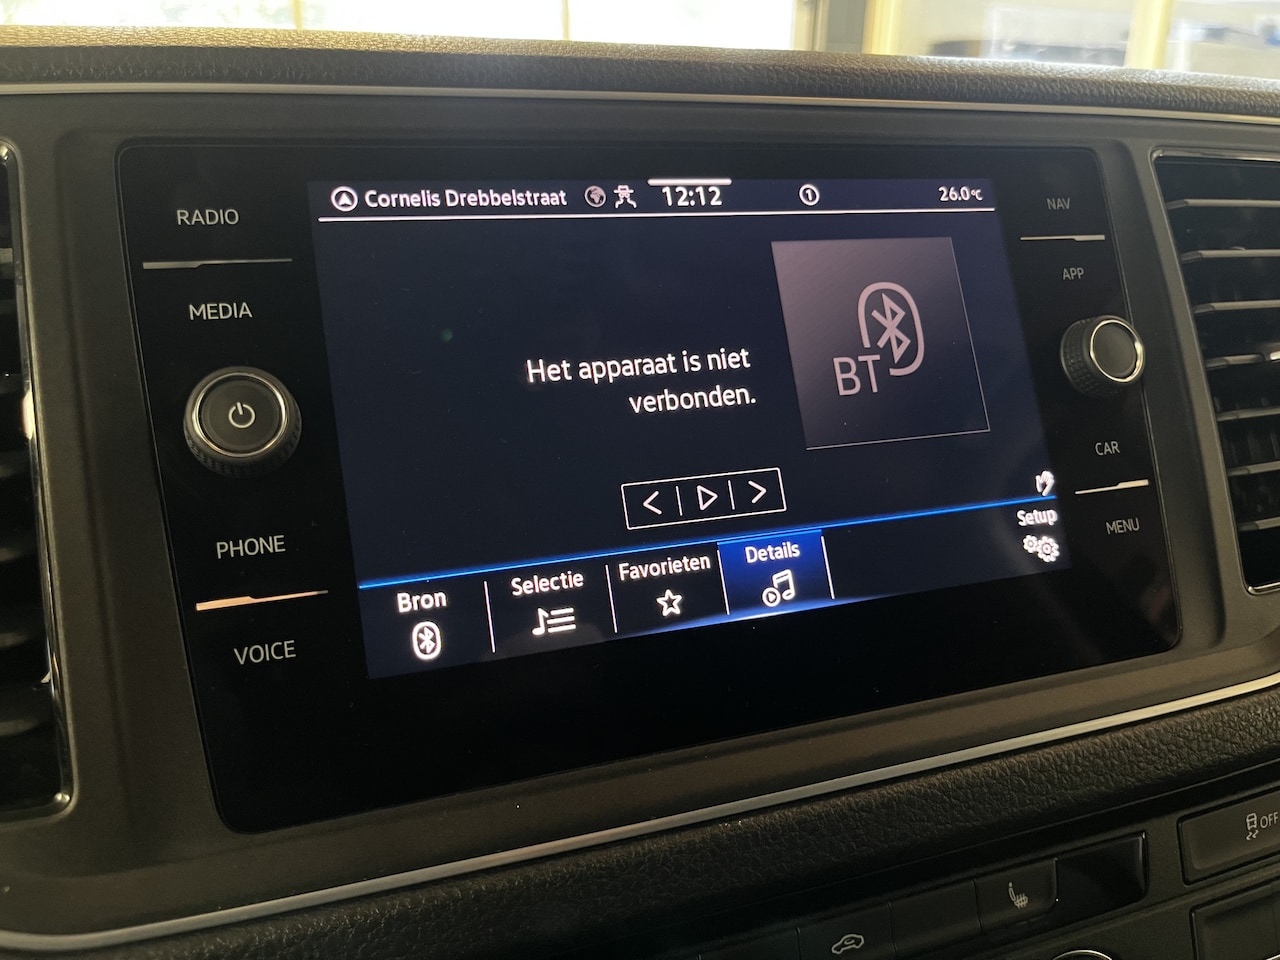 Cornelis Drebbelstraat 12:12 1 26.0°C
RADIO
MEDIA
PHONE
VOICE
Het apparaat is niet
verbonden.
BT
Bron
Selectie
Favorieten
Details
Setup
NAV
APP
CAR
MENU
OFF